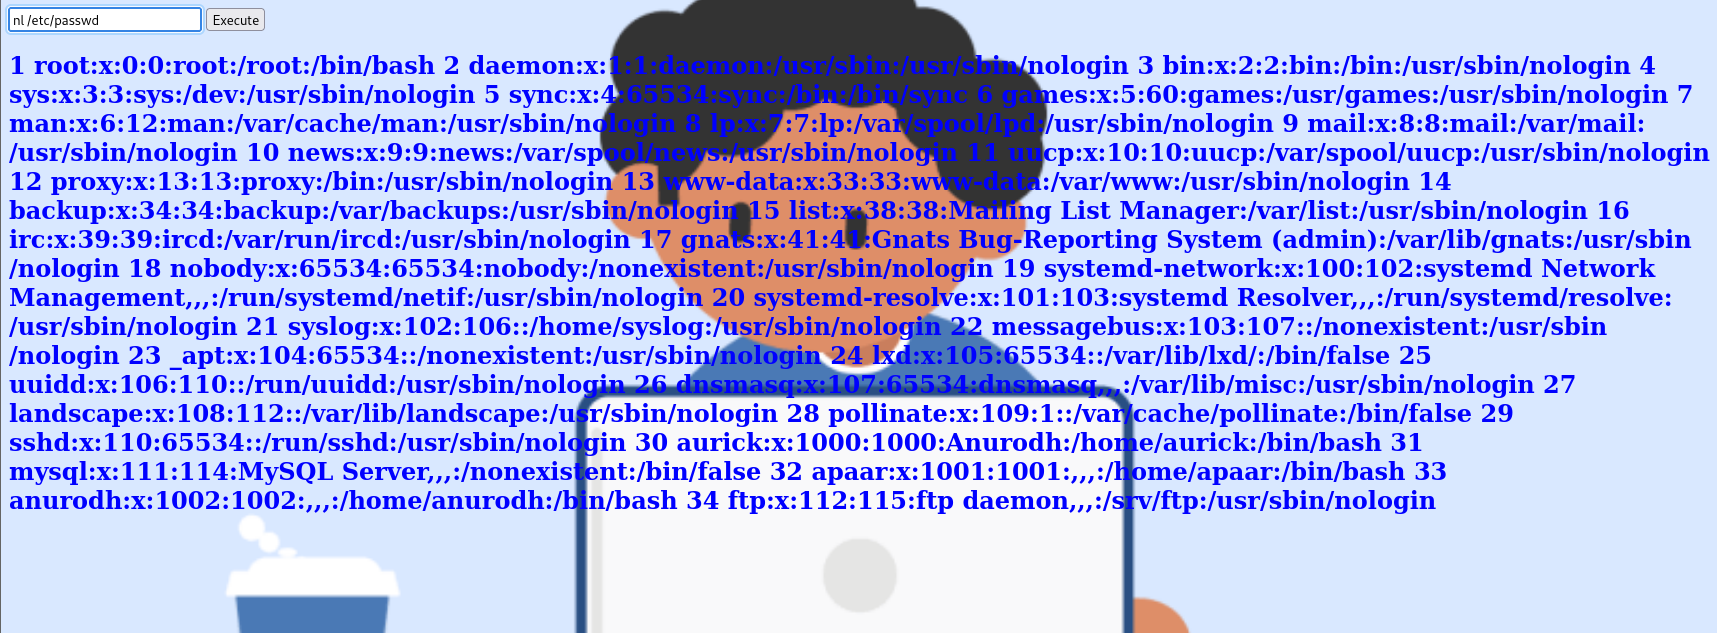 nl /etc/passwd Execute
1 root:x:0:0:root:/root:/bin/bash 2 daemon:x:1:1:daemon:/usr/sbin:/usr/sbin/nologin 3 bin:x:2:2:bin:/bin:/usr/sbin/nologin 4
sys:x:3:3:sys:/dev:/usr/sbin/nologin 5 sync:x:4:65534:sync:/bin:/bin/sync 6 games:x:5:60:games:/usr/games:/usr/sbin/nologin 7
man:x:6:12:man:/var/cache/man:/usr/sbin/nologin 8 lp:x:7:7:lp:/var/spool/lpd:/usr/sbin/nologin 9 mail:x:8:8:mail:/var/mail:
/usr/sbin/nologin 10 news:x:9:9:news:/var/spool/news:/usr/sbin/nologin 11 uucp:x:10:10:uucp:/var/spool/uucp:/usr/sbin/nologin
12 proxy:x:13:13:proxy:/bin:/usr/sbin/nologin 13 www-data:x:33:33:www-data:/var/www:/usr/sbin/nologin 14
backup:x:34:34:backup:/var/backups:/usr/sbin/nologin 15 list:x:38:38:Mailing List Manager:/var/list:/usr/sbin/nologin 16
irc:x:39:39:ircd:/var/run/ircd:/usr/sbin/nologin 17 gnats:x:41:41:Gnats Bug-Reporting System (admin):/var/lib/gnats:/usr/sbin
/nologin 18 nobody:x:65534:65534:nobody:/nonexistent:/usr/sbin/nologin 19 systemd-network:x:100:102:systemd Network
Management,,,:/run/systemd/netif:/usr/sbin/nologin 20 systemd-resolve:x:101:103:systemd Resolver,,,:/run/systemd/resolve:
/usr/sbin/nologin 21 syslog:x:102:106::/home/syslog:/usr/sbin/nologin 22 messagebus:x:103:107::/nonexistent:/usr/sbin
/nologin 23 _apt:x:104:65534::/nonexistent:/usr/sbin/nologin 24 lxd:x:105:65534::/var/lib/lxd/:/bin/false 25
uuidd:x:106:110::/run/uuidd:/usr/sbin/nologin 26 dnsmasq:x:107:65534:dnsmasq,,,:/var/lib/misc:/usr/sbin/nologin 27
landscape:x:108:112::/var/lib/landscape:/usr/sbin/nologin 28 pollinate:x:109:1::/var/cache/pollinate:/bin/false 29
sshd:x:110:65534::/run/sshd:/usr/sbin/nologin 30 aurick:x:1000:1000:Anurodh:/home/aurick:/bin/bash 31
mysql:x:111:114:MySQL Server,,,:/nonexistent:/bin/false 32 apaar:x:1001:1001:,,,:/home/apaar:/bin/bash 33
anurodh:x:1002:1002:,,,:/home/anurodh:/bin/bash 34 ftp:x:112:115:ftp daemon,,,:/srv/ftp:/usr/sbin/nologin